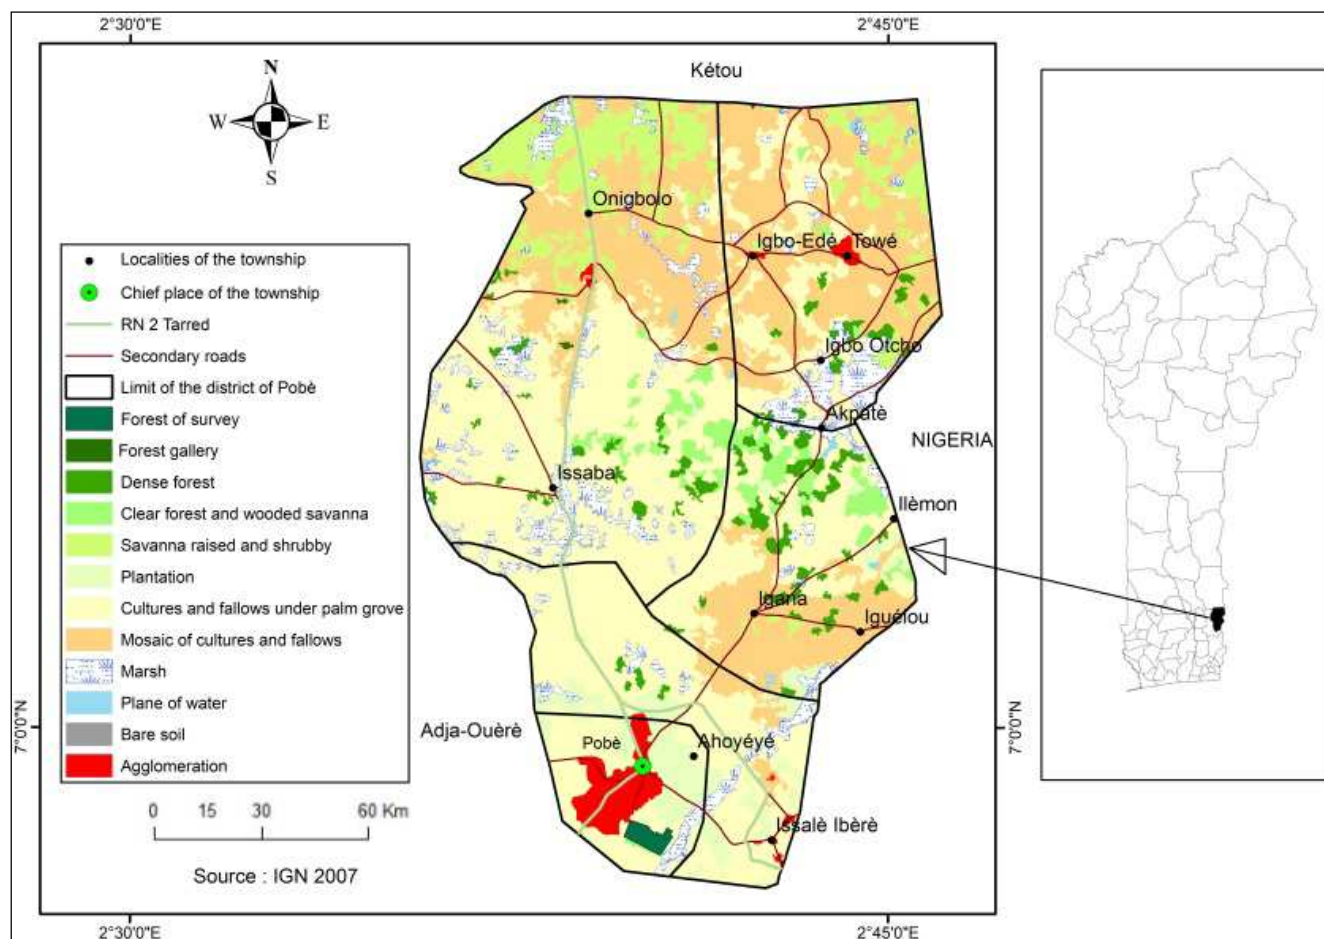 2°30'0"E
2°45'0"E
Kétou
N
W
E
S
Onigbolo
Igbo-Edé
Towé
Localities of the township
Chief place of the township
RN 2 Tarred
Secondary roads
Igbo Otcho
Limit of the district of Pobè
Forest of survey
Akpatè
NIGERIA
Forest gallery
Dense forest
Issaba
Clear forest and wooded savanna
Ilèmon
Savanna raised and shrubby
Plantation
Cultures and fallows under palm grove
Igana
Iguélou
Mosaic of cultures and fallows
Marsh
Plane of water
7°0'0"N
7°0'0"N
Adja-Ouèrè
Pobè
Ahoyéyé
Bare soil
Agglomeration
0 15 30 60 Km
Issalè Ibèrè
Source : IGN 2007
2°30'0"E
2°45'0"E